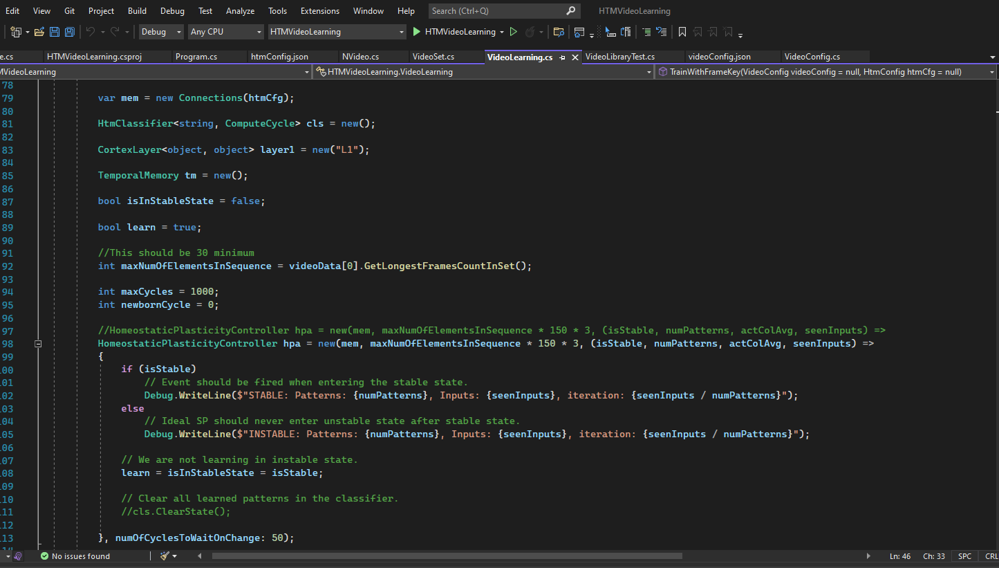 Edit View Git Project Build Debug Test Analyze Tools Extensions Window Help Search (Ctrl+Q) HTMVideoLearning
Debug Any CPU HTMVideoLearning HTMVideoLearning
e.cs HTMVideoLearning.csproj Program.cs htmConfig.json NVideo.cs VideoSet.cs VideoLearning.cs VideoLibraryTest.cs videoConfig.json VideoConfig.cs
MVideoLearning HTMVideoLearning.VideoLearning TrainWithFrameKey(VideoConfig videoConfig = null, HtmConfig htmCfg = null)
78
79 var mem = new Connections(htmCfg);
80
81 HtmClassifier<string, ComputeCycle> cls = new();
82
83 CortexLayer<object, object> layer1 = new("L1");
84
85 TemporalMemory tm = new();
86
87 bool isInStableState = false;
88
89 bool learn = true;
90
91 //This should be 30 minimum
92 int maxNumOfElementsInSequence = videoData[0].GetLongestFramesCountInSet();
93
94 int maxCycles = 1000;
95 int newbornCycle = 0;
96
97 //HomeostaticPlasticityController hpa = new(mem, maxNumOfElementsInSequence * 150 * 3, (isStable, numPatterns, actColAvg, seenInputs) =>
98 HomeostaticPlasticityController hpa = new(mem, maxNumOfElementsInSequence * 150 * 3, (isStable, numPatterns, actColAvg, seenInputs) =>
99 {
00 if (isStable)
01 // Event should be fired when entering the stable state.
02 Debug.WriteLine($"STABLE: Patterns: {numPatterns}, Inputs: {seenInputs}, iteration: {seenInputs / numPatterns}");
03 else
04 // Ideal SP should never enter unstable state after stable state.
05 Debug.WriteLine($"INSTABLE: Patterns: {numPatterns}, Inputs: {seenInputs}, iteration: {seenInputs / numPatterns}");
06
07 // We are not learning in instable state.
08 learn = isInStableState = isStable;
09
10 // Clear all learned patterns in the classifier.
11 //cls.ClearState();
12
13 }, numOfCyclesToWaitOnChange: 50);
No issues found Ln: 46 Ch: 33 SPC CRL